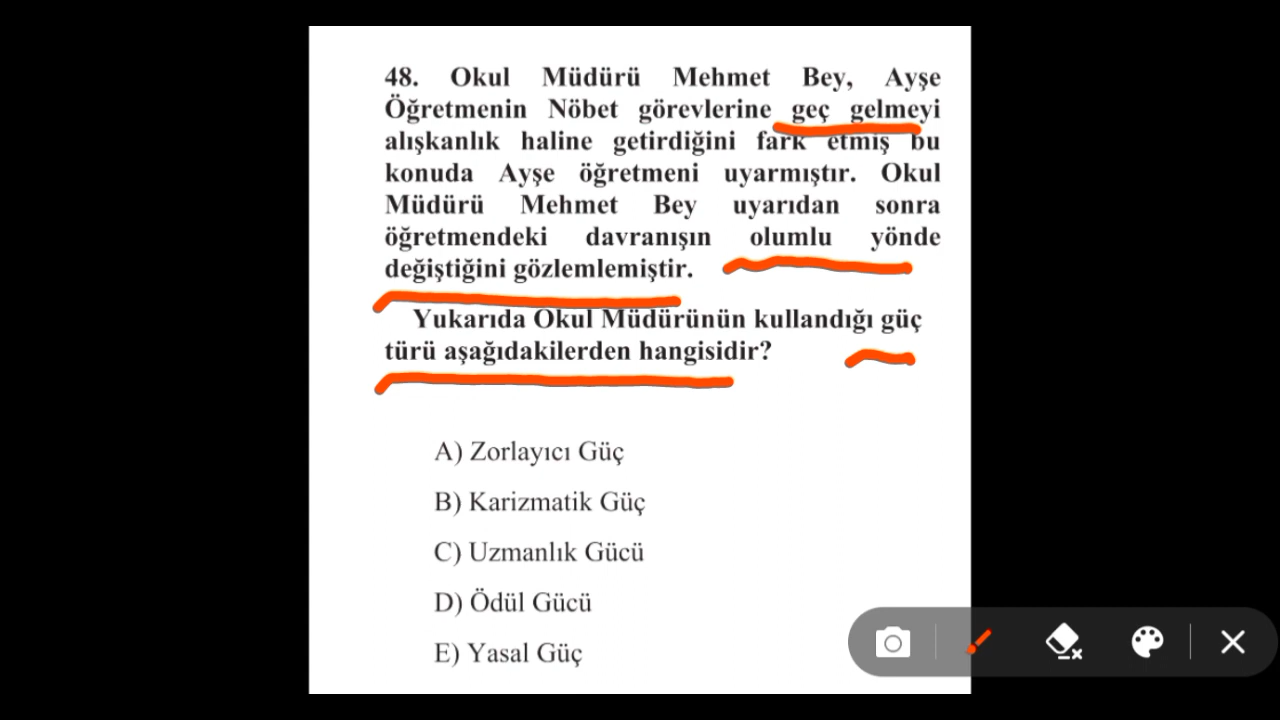 48. Okul Müdürü Mehmet Bey, Ayşe
Öğretmenin Nöbet görevlerine geç gelmeyi
alışkanlık haline getirdiğini fark etmiş bu
konuda Ayşe öğretmeni uyarmıştır. Okul
Müdürü Mehmet Bey uyarıdan sonra
öğretmendeki davranışın olumlu yönde
değiştiğini gözlemlemiştir.
Yukarıda Okul Müdürünün kullandığı güç
türü aşağıdakilerden hangisidir?
A) Zorlayıcı Güç
B) Karizmatik Güç
C) Uzmanlık Gücü
D) Ödül Gücü
E) Yasal Güç